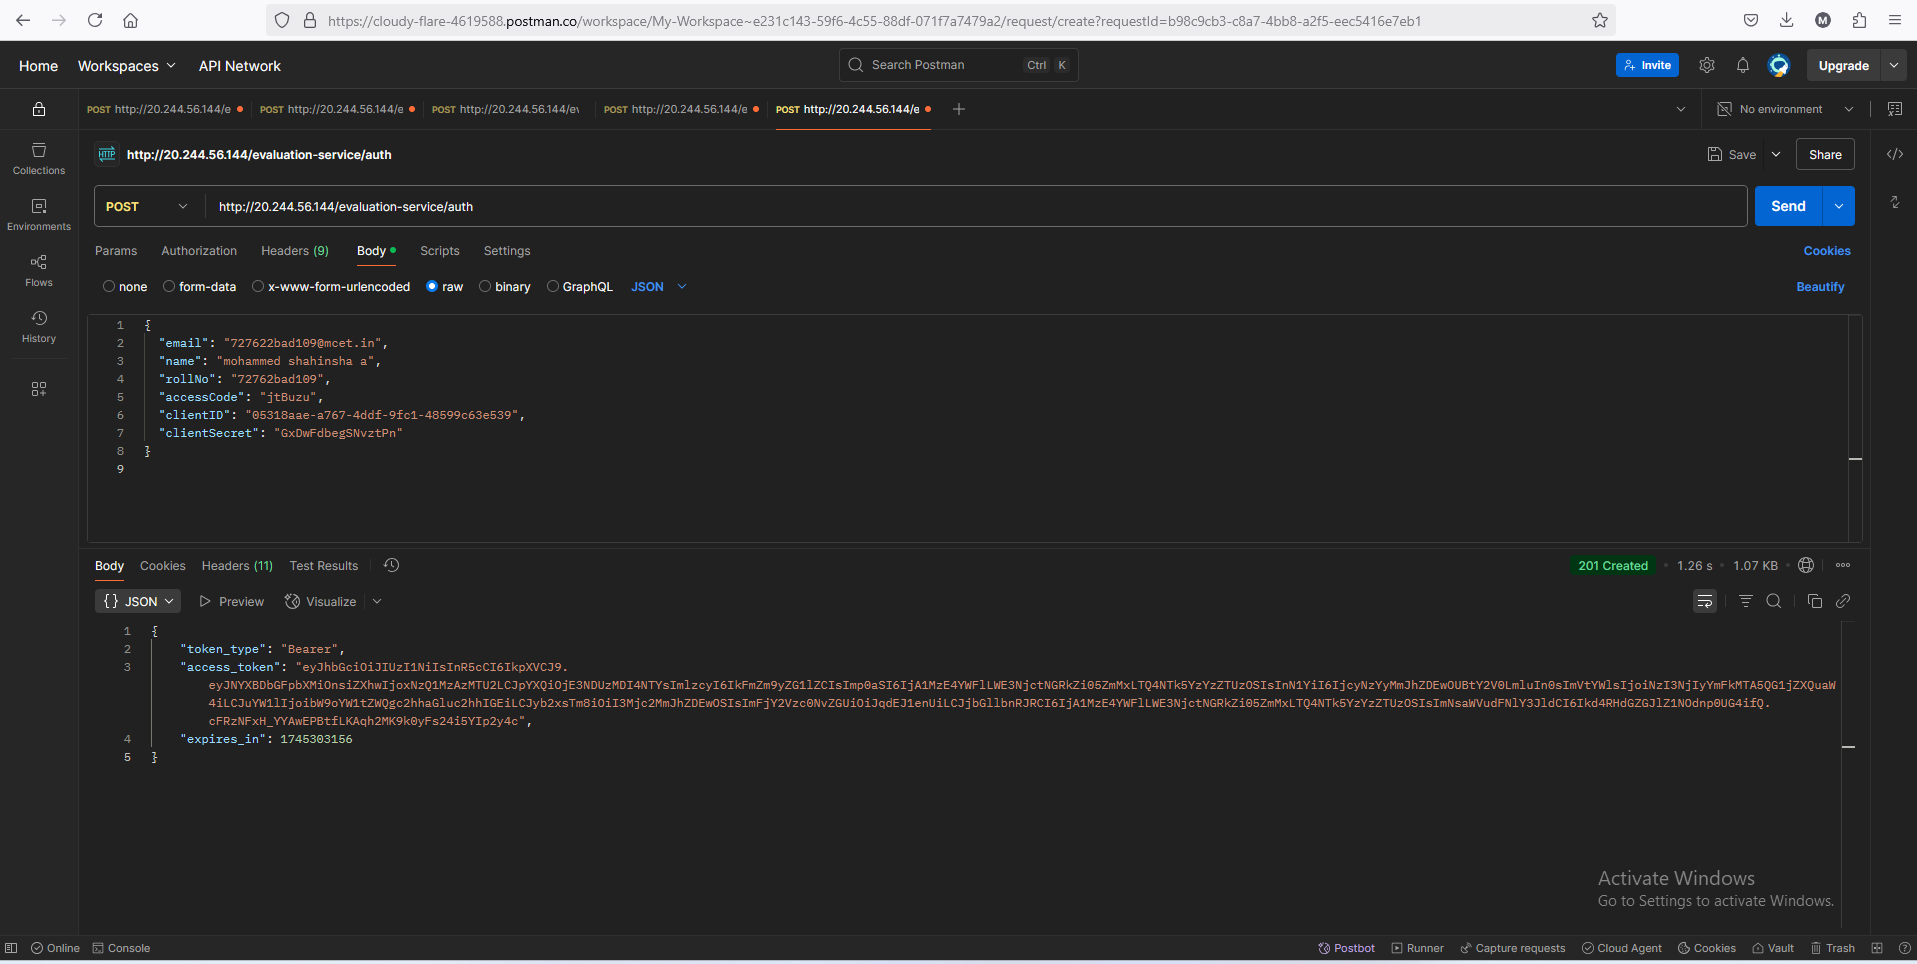 https://cloudy-flare-4619588.postman.co/workspace/My-Workspace~e231c143-59f6-4c55-88df-071f7a7479a2/request/create?requestId=b98c9cb3-c8a7-4bb8-a2f5-eec5416e7eb1
M
Home Workspaces API Network Search Postman Ctrl K Invite Upgrade
POST http://20.244.56.144/e POST http://20.244.56.144/e POST http://20.244.56.144/ev POST http://20.244.56.144/e POST http://20.244.56.144/e No environment
HTTP http://20.244.56.144/evaluation-service/auth Save Share
Collections
Environments
Flows
History
POST http://20.244.56.144/evaluation-service/auth Send
Params Authorization Headers (9) Body Scripts Settings Cookies
none form-data x-www-form-urlencoded raw binary GraphQL JSON Beautify
1 {
2 "email": "727622bad109@mcet.in",
3 "name": "mohammed shahinsha a",
4 "rollNo": "72762bad109",
5 "accessCode": "jtBuzu",
6 "clientID": "05318aae-a767-4ddf-9fc1-48599c63e539",
7 "clientSecret": "GxDwFdbegSNvztPn"
8 }
9
Body Cookies Headers (11) Test Results 201 Created 1.26 s 1.07 KB
{} JSON Preview Visualize
1 {
2 "token_type": "Bearer",
3 "access_token": "eyJhbGciOiJIUzI1NiIsInR5cCI6IkpXVCJ9.
eyJNYXBDbGFpbXMiOnsiZXhwIjoxNzQ1MzAzMTU2LCJpYXQiOjE3NDUzMDI4NTYsImlzcyI6IkFmZm9yZG1lZCIsImp0aSI6IjA1MzE4YWFlLWE3NjctNGRkZi05ZmMxLTQ4NTk5YzYzZTUzOSIsInN1YiI6IjcyNzYyMmJhZDEwOUBtY2V0LmluIn0sImVtYWlsIjoiNzI3NjIyYmFkMTA5QG1jZXQuaW
4iLCJuYW1lIjoibW9oYW1tZWQgc2hhaGluc2hhIGEiLCJyb2xsTm8iOiI3Mjc2MmJhZDEwOSIsImFjY2Vzc0NvZGUiOiJqdEJ1enUiLCJjbGllbnRJRCI6IjA1MzE4YWFlLWE3NjctNGRkZi05ZmMxLTQ4NTk5YzYzZTUzOSIsImNsaWVudFNlY3JldCI6Ikd4RHdGZGJlZ1NOdnp0UG4ifQ.
cFRzNFxH_YYAwEPBtfLKAqh2MK9k0yFs24i5YIp2y4c",
4 "expires_in": 1745303156
5 }
Activate Windows
Go to Settings to activate Windows.
Online Console Postbot Runner Capture requests Cloud Agent Cookies Vault Trash